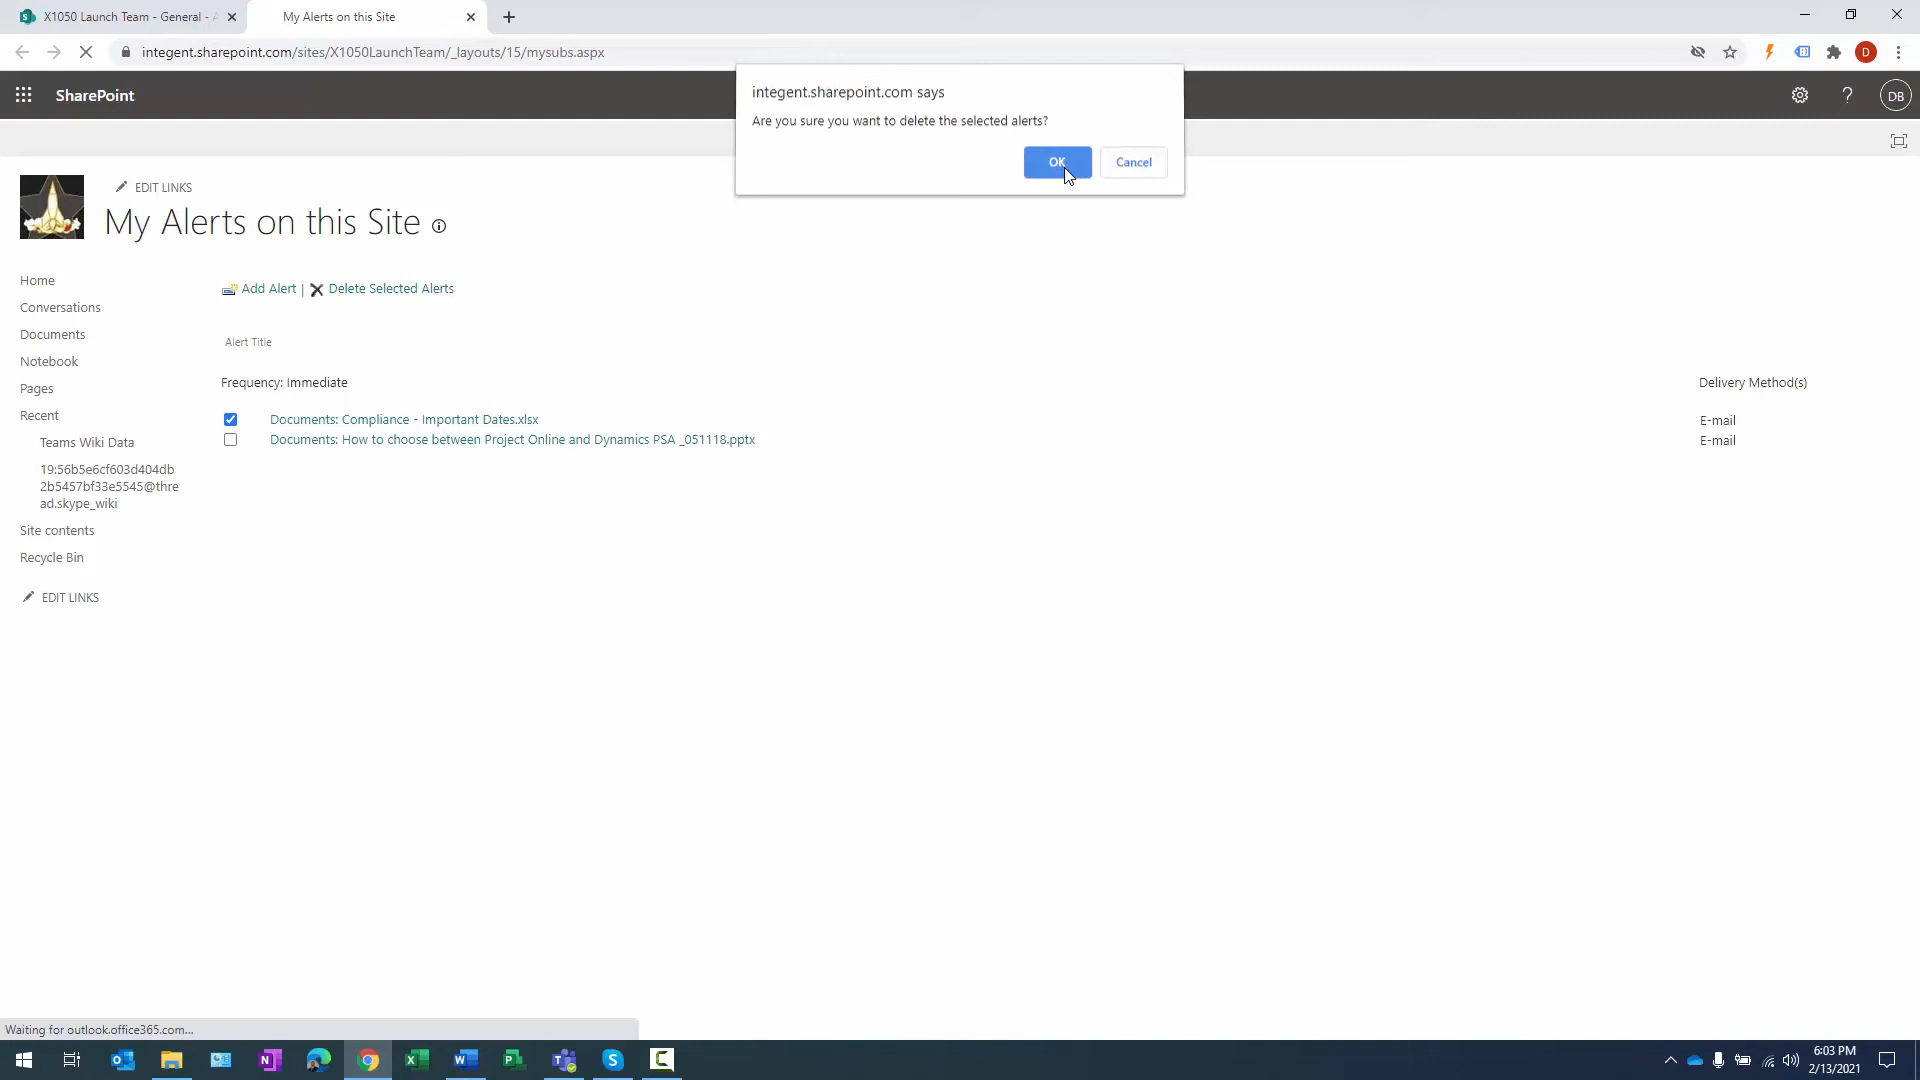 X1050 Launch Team - General -
My Alerts on this Site
integent.sharepoint.com/sites/X1050LaunchTeam/_layouts/15/mysubs.aspx
D
SharePoint
DB
integent.sharepoint.com says
Are you sure you want to delete the selected alerts?
OK
Cancel
EDIT LINKS
My Alerts on this Site
Home
Conversations
Documents
Notebook
Pages
Recent
Teams Wiki Data
19:56b5e6cf603d404db
2b5457bf33e5545@thre
ad.skype_wiki
Site contents
Recycle Bin
EDIT LINKS
Add Alert | Delete Selected Alerts
Alert Title
Frequency: Immediate
Delivery Method(s)
Documents: Compliance - Important Dates.xlsx
E-mail
Documents: How to choose between Project Online and Dynamics PSA _051118.pptx
E-mail
Waiting for outlook.office365.com...
6:03 PM
2/13/2021